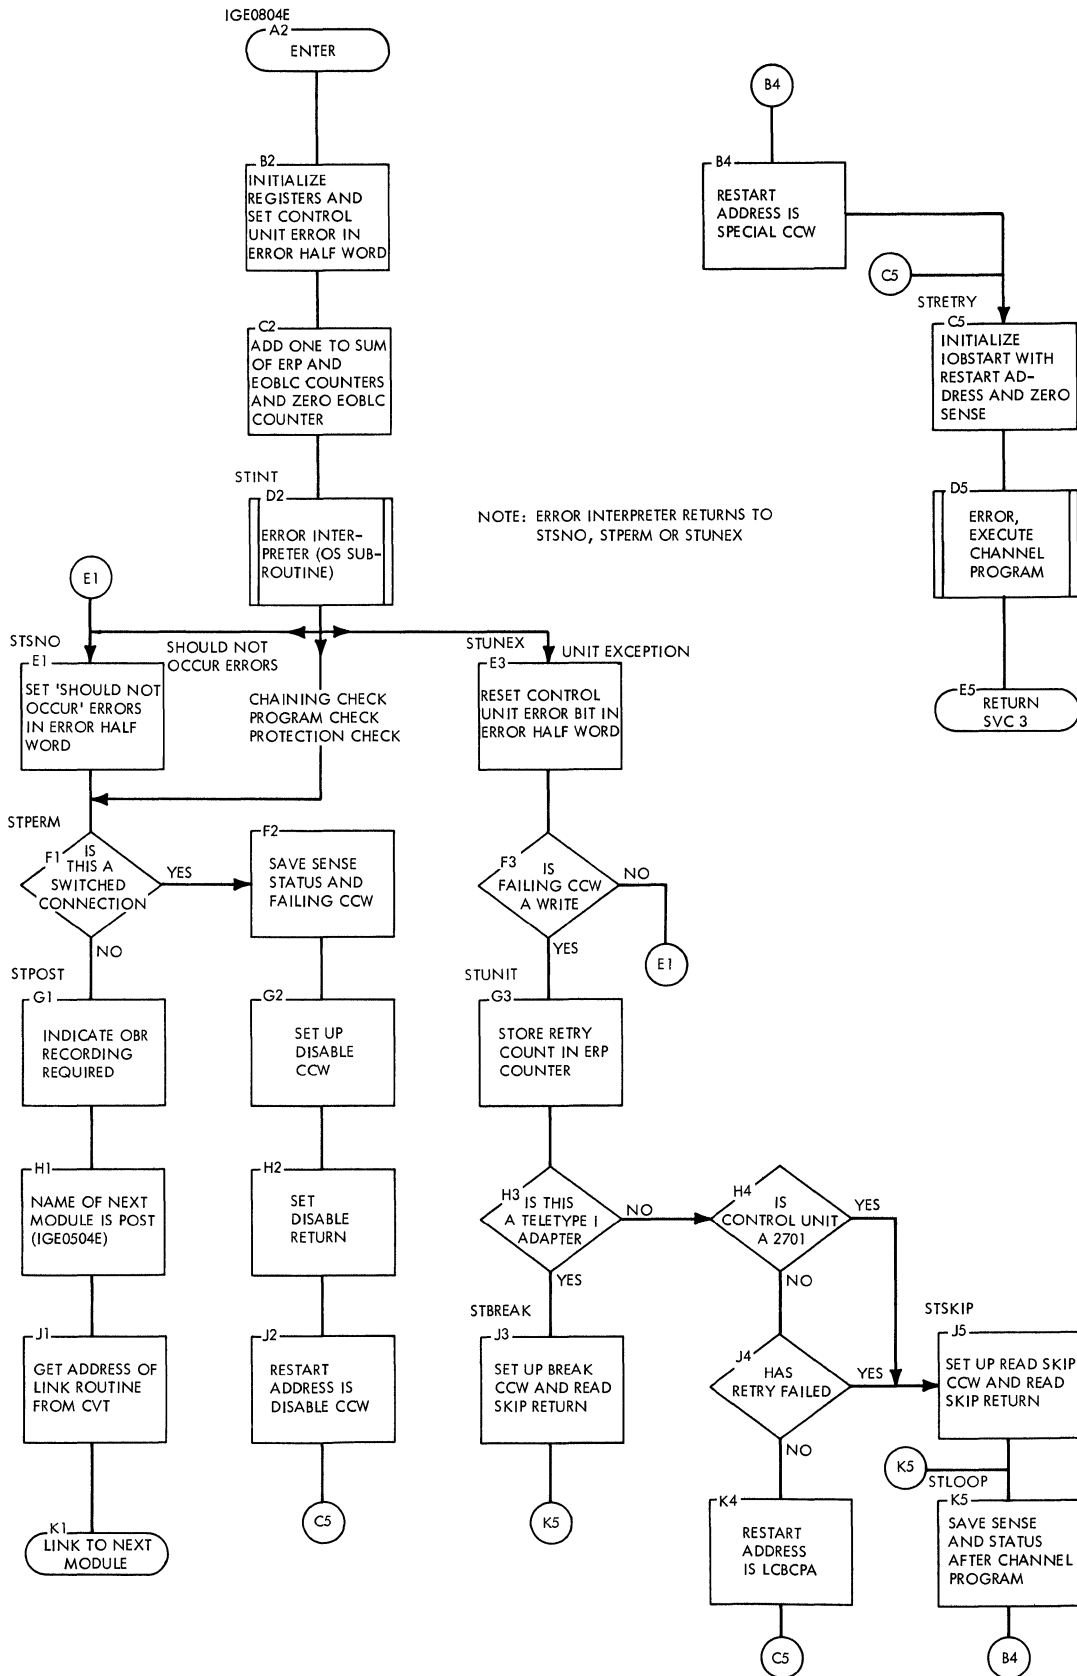 IGE0804E
A2
ENTER
B2
INITIALIZE
REGISTERS AND
SET CONTROL
UNIT ERROR IN
ERROR HALF WORD
C2
ADD ONE TO SUM
OF ERP AND
EOBLC COUNTERS
AND ZERO EOBLC
COUNTER
STINT
D2
ERROR INTER-
PRETER (OS SUB-
ROUTINE)
NOTE: ERROR INTERPRETER RETURNS TO
STSNO, STPERM OR STUNEX
B4
B4
RESTART
ADDRESS IS
SPECIAL CCW
C5
STRETRY
C5
INITIALIZE
IOBSTART WITH
RESTART AD-
DRESS AND ZERO
SENSE
D5
ERROR,
EXECUTE
CHANNEL
PROGRAM
E5
RETURN
SVC 3
E1
STSNO
SHOULD NOT
OCCUR ERRORS
E1
SET 'SHOULD NOT
OCCUR' ERRORS
IN ERROR HALF
WORD
CHAINING CHECK
PROGRAM CHECK
PROTECTION CHECK
STUNEX
UNIT EXCEPTION
E3
RESET CONTROL
UNIT ERROR BIT IN
ERROR HALF WORD
STPERM
F1
IS
THIS A
SWITCHED
CONNECTION
YES
NO
F2
SAVE SENSE
STATUS AND
FAILING CCW
F3
IS
FAILING CCW
A WRITE
NO
YES
E1
STPOST
G1
INDICATE OBR
RECORDING
REQUIRED
G2
SET UP
DISABLE
CCW
STUNIT
G3
STORE RETRY
COUNT IN ERP
COUNTER
H1
NAME OF NEXT
MODULE IS POST
(IGE0504E)
H2
SET
DISABLE
RETURN
H3
IS THIS
A TELETYPE I
ADAPTER
NO
YES
H4
IS
CONTROL UNIT
A 2701
YES
NO
J1
GET ADDRESS OF
LINK ROUTINE
FROM CVT
J2
RESTART
ADDRESS IS
DISABLE CCW
STBREAK
J3
SET UP BREAK
CCW AND READ
SKIP RETURN
J4
HAS
RETRY FAILED
YES
NO
STSKIP
J5
SET UP READ SKIP
CCW AND READ
SKIP RETURN
K5
STLOOP
K1
LINK TO NEXT
MODULE
C5
K5
K4
RESTART
ADDRESS
IS LCBCPA
K5
SAVE SENSE
AND STATUS
AFTER CHANNEL
PROGRAM
C5
B4